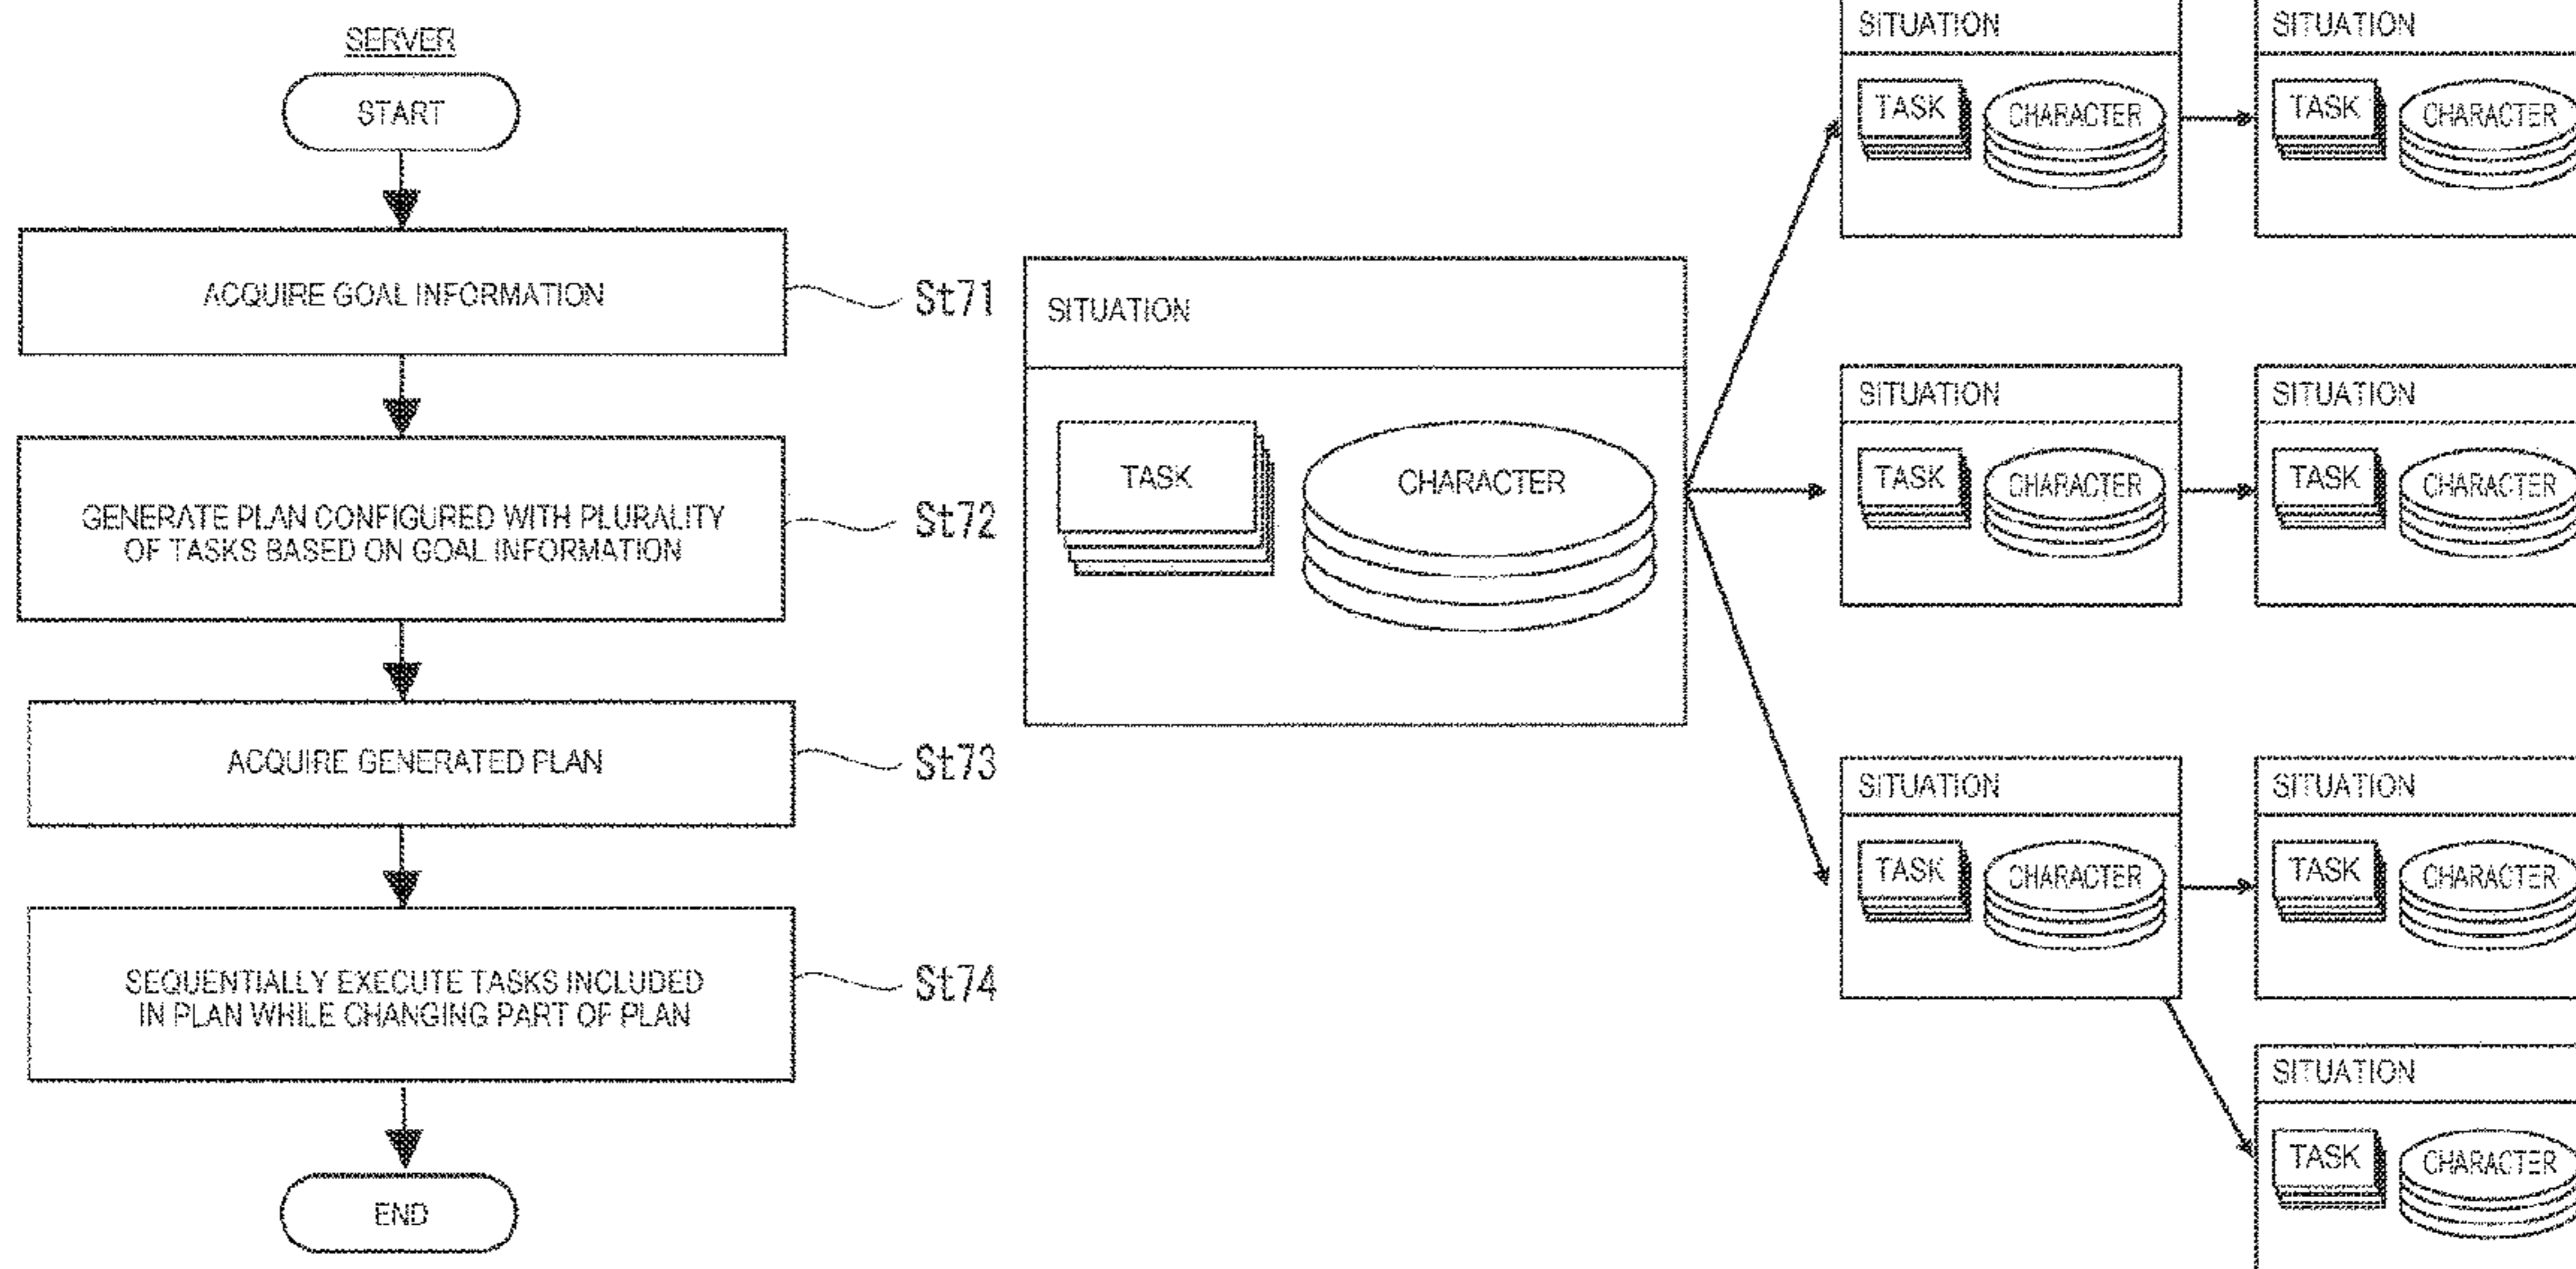 SERVER
START
ACQUIRE GOAL INFORMATION
St71
GENERATE PLAN CONFIGURED WITH PLURALITY
OF TASKS BASED ON GOAL INFORMATION
St72
ACQUIRE GENERATED PLAN
St73
SEQUENTIALLY EXECUTE TASKS INCLUDED
IN PLAN WHILE CHANGING PART OF PLAN
St74
END
SITUATION
TASK
CHARACTER
SITUATION
TASK
CHARACTER
SITUATION
TASK
CHARACTER
SITUATION
TASK
CHARACTER
SITUATION
TASK
CHARACTER
SITUATION
TASK
CHARACTER
SITUATION
TASK
CHARACTER
SITUATION
TASK
CHARACTER